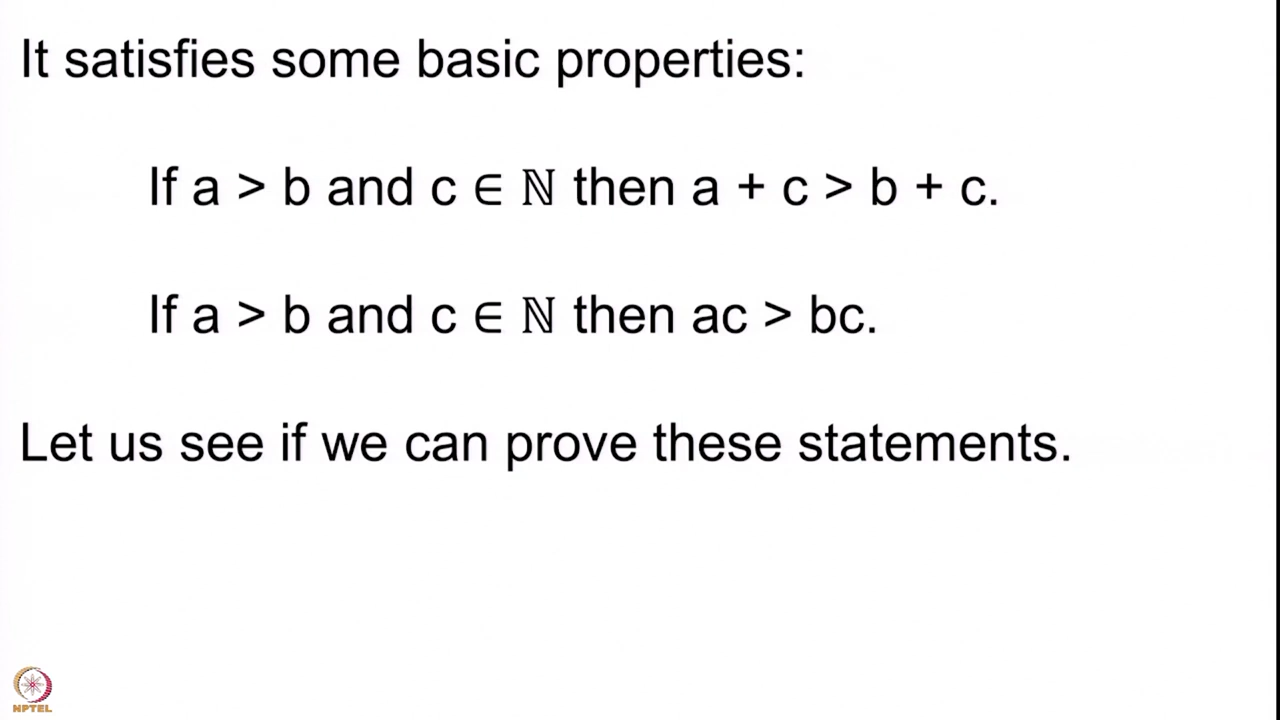 It satisfies some basic properties:
If a > b and c ∈ ℕ then a + c > b + c.
If a > b and c ∈ ℕ then ac > bc.
Let us see if we can prove these statements.
NPTEL